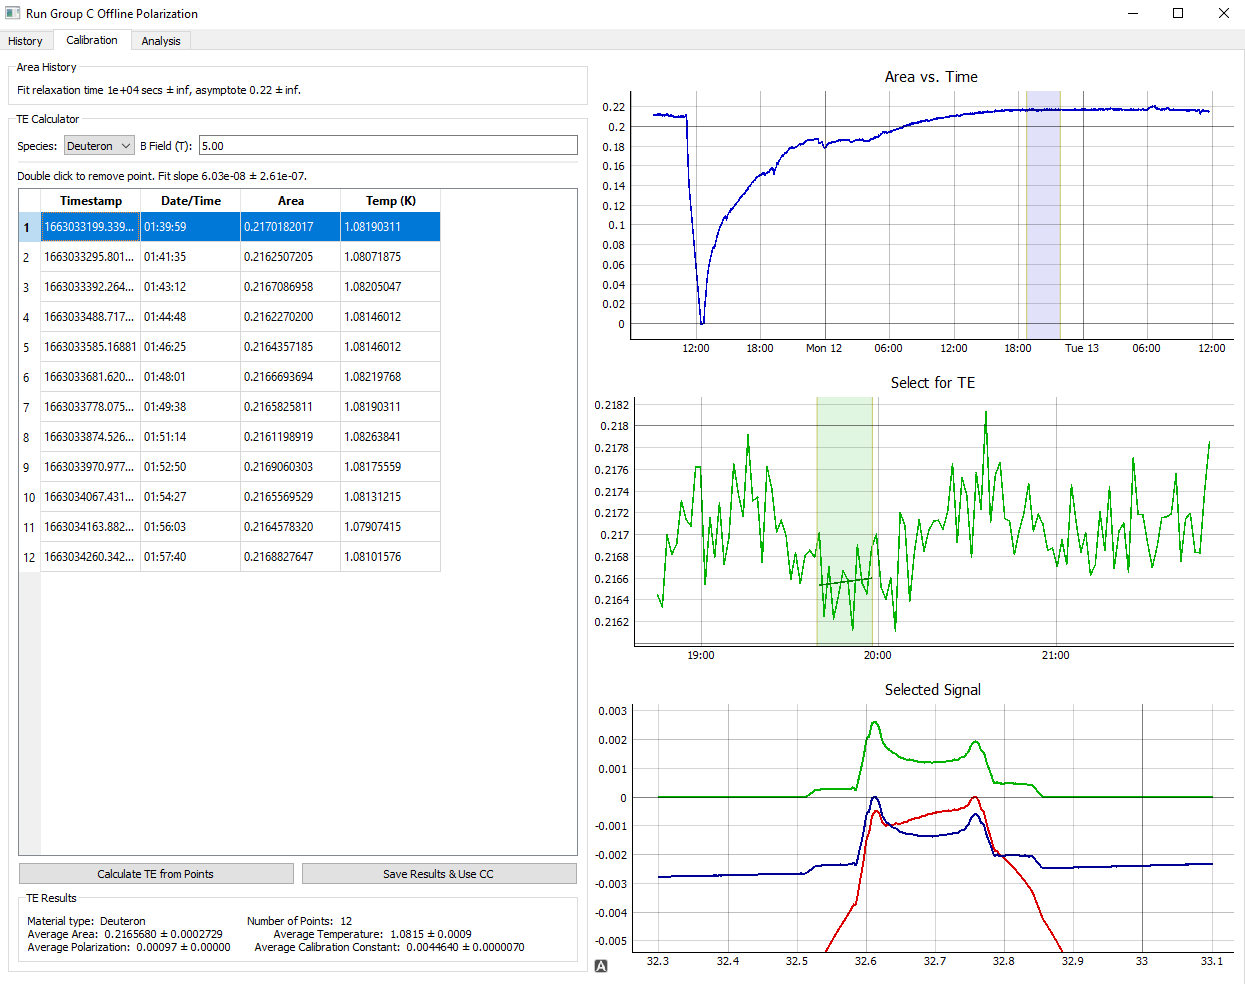 Run Group C Offline Polarization
History Calibration Analysis
Area History
Fit relaxation time 1e+04 secs ± inf, asymptote 0.22 ± inf.
TE Calculator
Species: Deuteron B Field (T): 5.00
Double click to remove point. Fit slope 6.03e-08 ± 2.61e-07.
Timestamp Date/Time Area Temp (K)
1 1663033199.339... 01:39:59 0.2170182017 1.08190311
2 1663033295.801... 01:41:35 0.2162507205 1.08071875
3 1663033392.264... 01:43:12 0.2167086958 1.08205047
4 1663033488.717... 01:44:48 0.2162270200 1.08146012
5 1663033585.16881 01:46:25 0.2164357185 1.08146012
6 1663033681.620... 01:48:01 0.2166693694 1.08219768
7 1663033778.075... 01:49:38 0.2165825811 1.08190311
8 1663033874.526... 01:51:14 0.2161198919 1.08263841
9 1663033970.977... 01:52:50 0.2169060303 1.08175559
10 1663034067.431... 01:54:27 0.2165569529 1.08131215
11 1663034163.882... 01:56:03 0.2164578320 1.07907415
12 1663034260.342... 01:57:40 0.2168827647 1.08101576
Calculate TE from Points Save Results & Use CC
TE Results
Material type: Deuteron Number of Points: 12
Average Area: 0.2165680 ± 0.0002729 Average Temperature: 1.0815 ± 0.0009
Average Polarization: 0.00097 ± 0.00000 Average Calibration Constant: 0.0044640 ± 0.0000070
Area vs. Time
0.22
0.2
0.18
0.16
0.14
0.12
0.1
0.08
0.06
0.04
0.02
0
12:00 18:00 Mon 12 06:00 12:00 18:00 Tue 13 06:00 12:00
Select for TE
0.2182
0.218
0.2178
0.2176
0.2174
0.2172
0.217
0.2168
0.2166
0.2164
0.2162
19:00 20:00 21:00
Selected Signal
0.003
0.002
0.001
0
-0.001
-0.002
-0.003
-0.004
-0.005
32.3 32.4 32.5 32.6 32.7 32.8 32.9 33 33.1
A